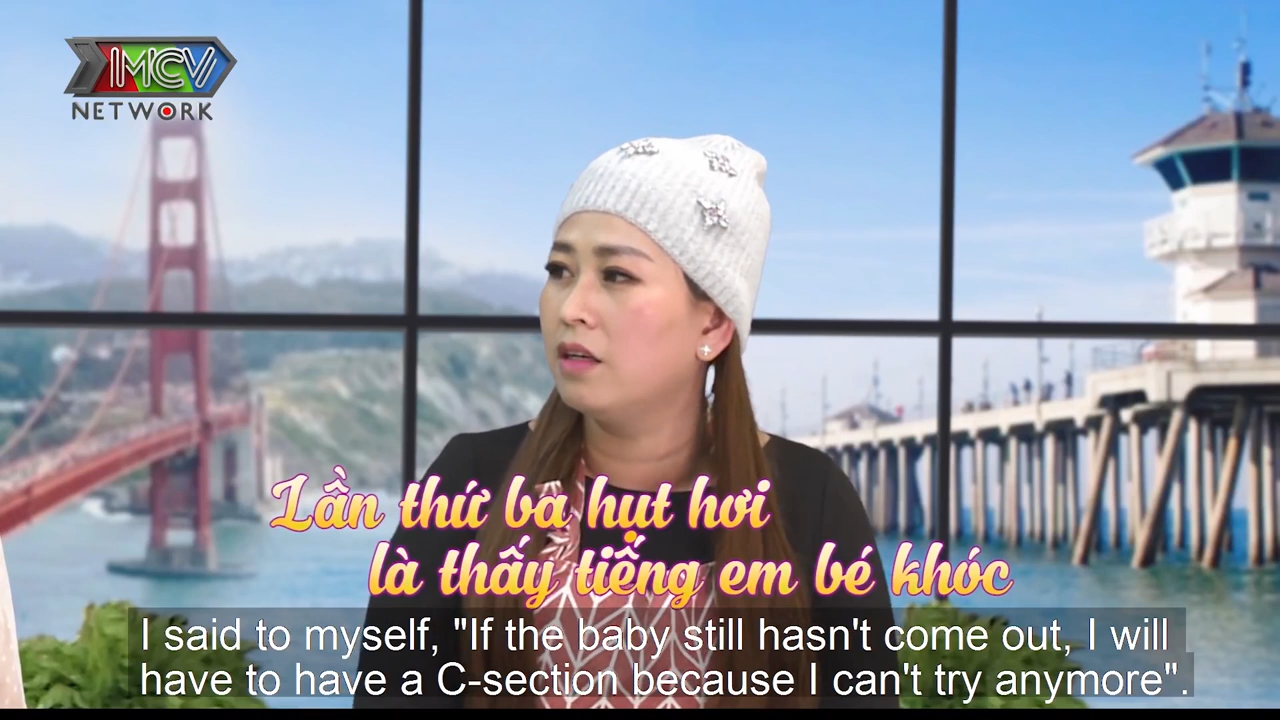 MCV
NETWORK
Lần thứ ba hụt hơi
là thấy tiếng em bé khóc
I said to myself, "If the baby still hasn't come out, I will
have to have a C-section because I can't try anymore".